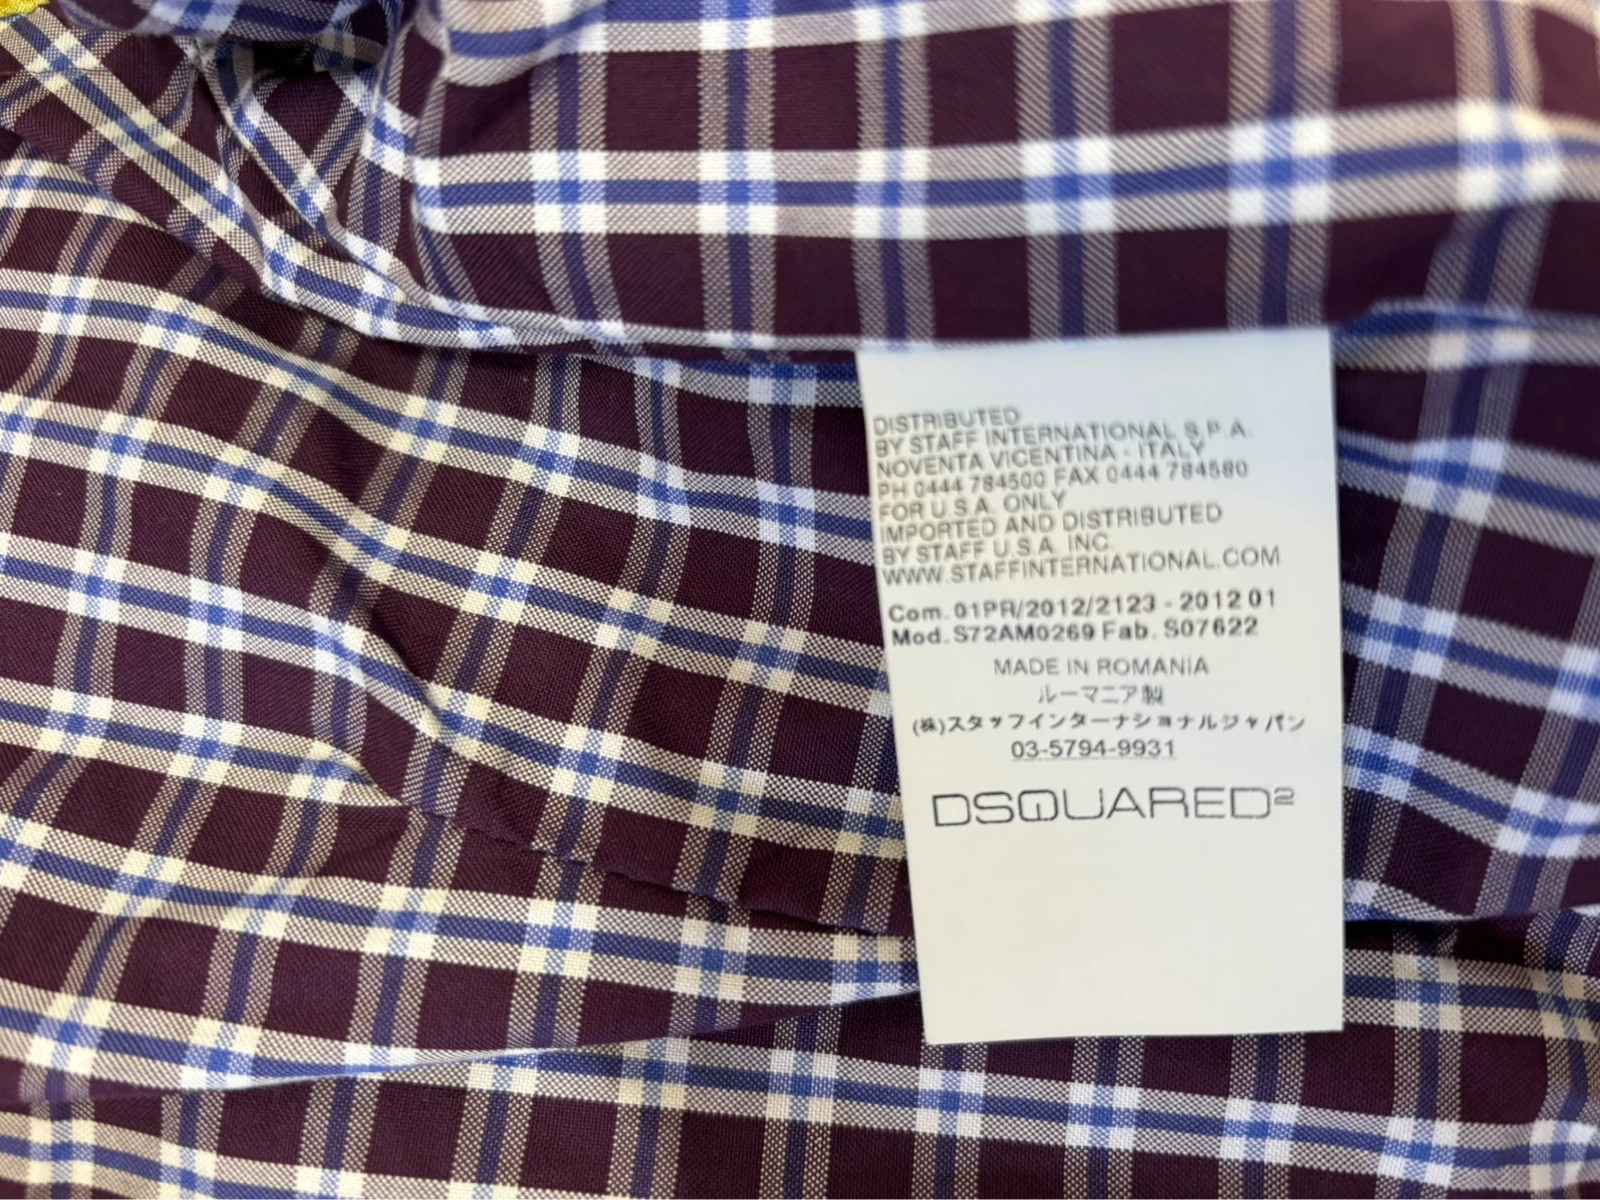 DISTRIBUTED
BY STAFF INTERNATIONAL S.P.A.
NOVENTA VICENTINA - ITALY
PH 0444 784500 FAX 0444 784580
FOR U.S.A. ONLY
IMPORTED AND DISTRIBUTED
BY STAFF U.S.A. INC.
WWW.STAFFINTERNATIONAL.COM
Com. 01PR/2012/2123 - 2012 01
Mod. S72AM0269 Fab. S07622
MADE IN ROMANIA
ルーマニア製
(株)スタッフインターナショナルジャパン
03-5794-9931
DSQUARED²